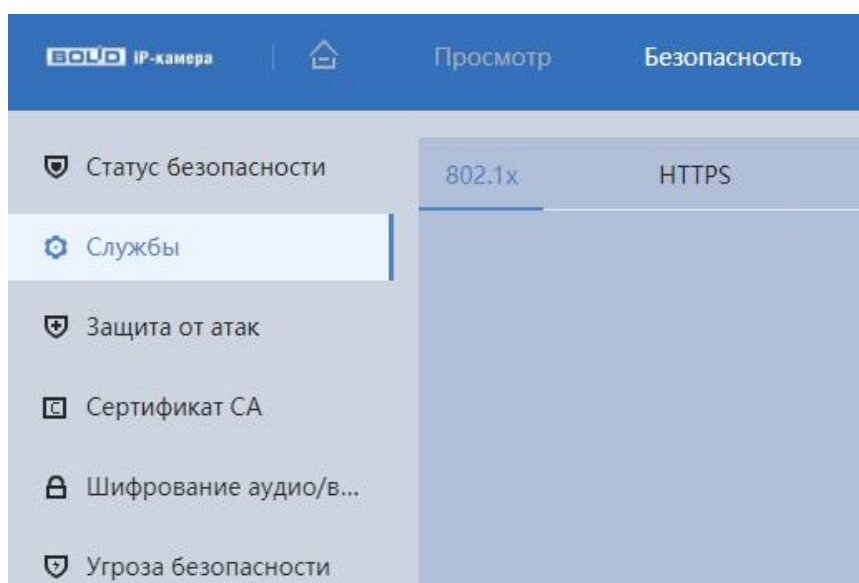 BOLID IP-камера Просмотр Безопасность
Статус безопасности
802.1x HTTPS
Службы
Защита от атак
Сертификат CA
Шифрование аудио/в...
Угроза безопасности